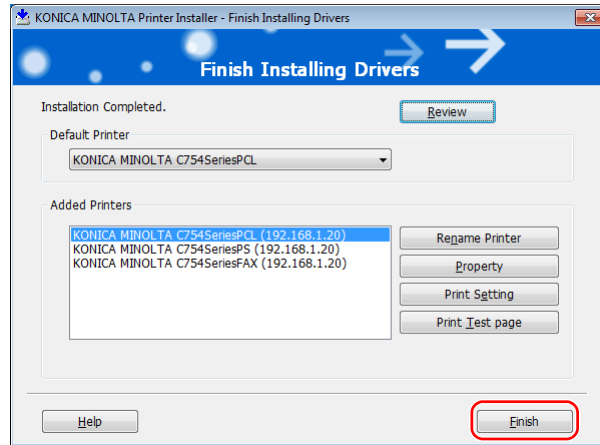 KONICA MINOLTA Printer Installer - Finish Installing Drivers
Finish Installing Drivers
Installation Completed.
Review
Default Printer
KONICA MINOLTA C754SeriesPCL
Added Printers
KONICA MINOLTA C754SeriesPCL (192.168.1.20)
KONICA MINOLTA C754SeriesPS (192.168.1.20)
KONICA MINOLTA C754SeriesFAX (192.168.1.20)
Rename Printer
Property
Print Setting
Print Test page
Help
Finish